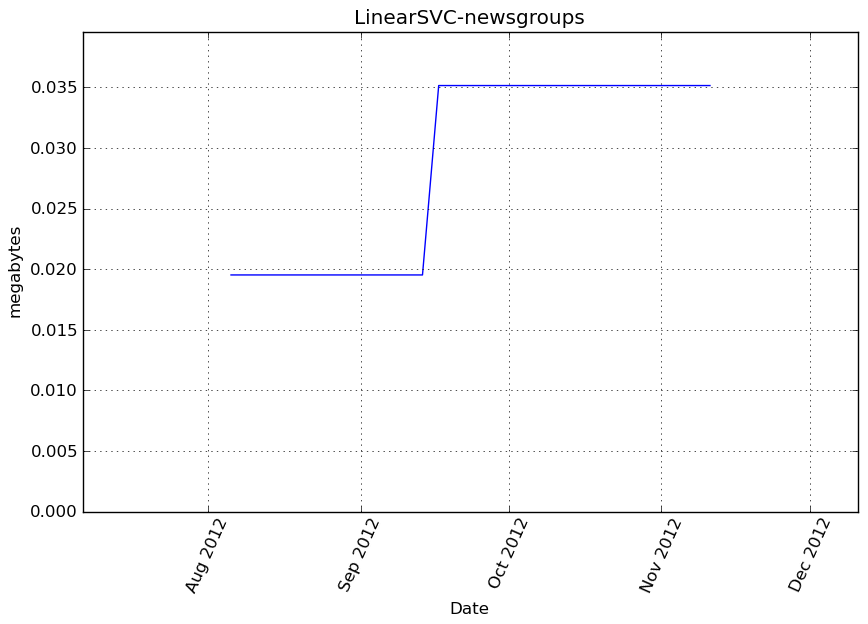 LinearSVC-newsgroups
megabytes
0.035
0.030
0.025
0.020
0.015
0.010
0.005
0.000
Aug 2012
Sep 2012
Oct 2012
Nov 2012
Dec 2012
Date